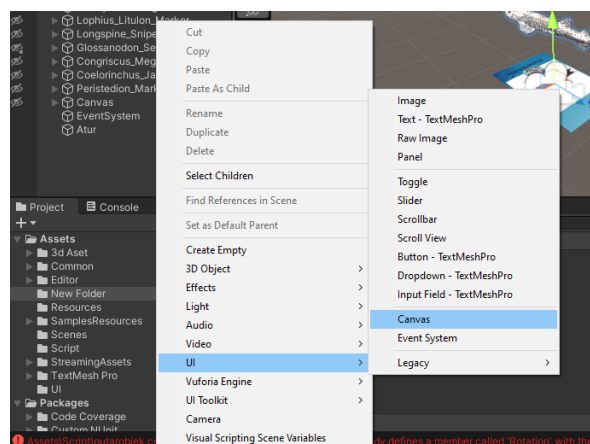 Lophius_Litulon_Marker
Longspine_Snipe
Glossanodon_Se
Congriscus_Meg
Coelorinchus_Ja
Peristedion_Mark
Canvas
EventSystem
Atur
Cut
Copy
Paste
Paste As Child
Rename
Duplicate
Delete
Select Children
Find References in Scene
Set as Default Parent
Create Empty
3D Object
Effects
Light
Audio
Video
UI
Vuforia Engine
UI Toolkit
Camera
Visual Scripting Scene Variables
Image
Text - TextMeshPro
Raw Image
Panel
Toggle
Slider
Scrollbar
Scroll View
Button - TextMeshPro
Dropdown - TextMeshPro
Input Field - TextMeshPro
Canvas
Event System
Legacy
Project
Console
Assets
3d Aset
Common
Editor
New Folder
Resources
SamplesResources
Scenes
Script
StreamingAssets
TextMesh Pro
UI
Packages
Code Coverage
Custom NUnit
Assets\Script\putarobjek.c
dy defines a member called 'Rotation' with the